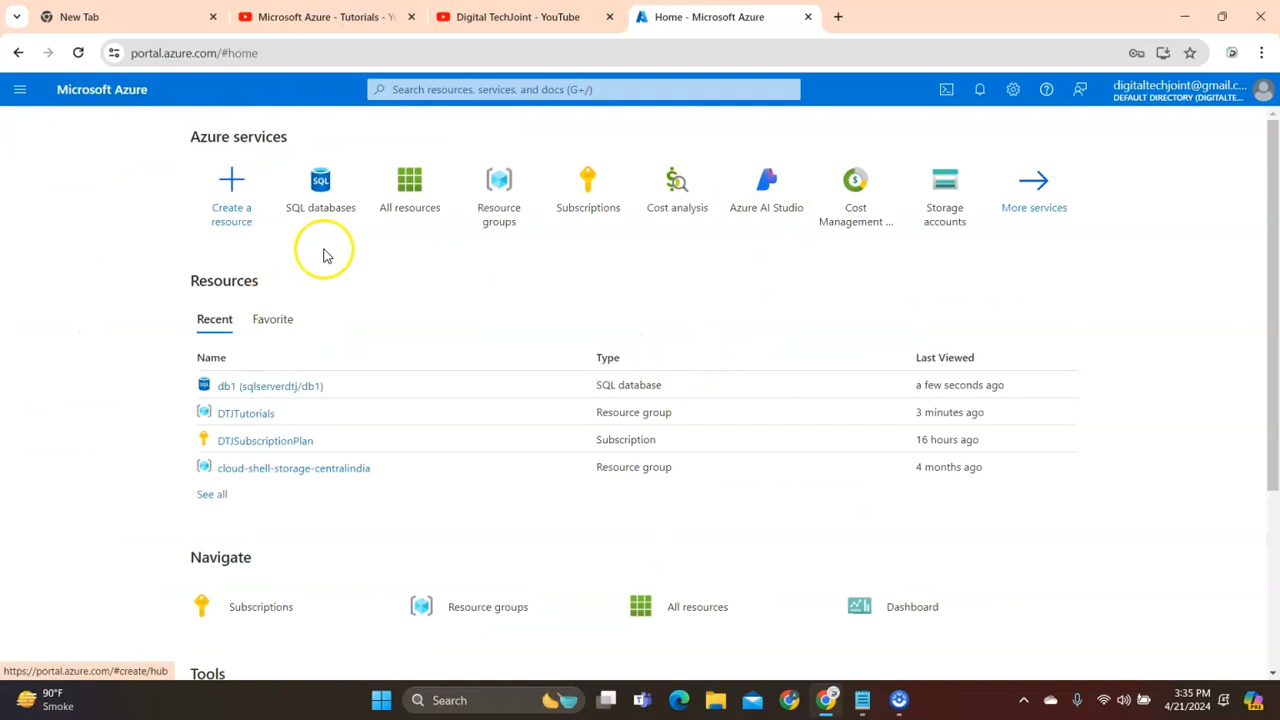 New Tab
Microsoft Azure - Tutorials - Y
Digital TechJoint - YouTube
Home - Microsoft Azure
portal.azure.com/#home
Microsoft Azure
Search resources, services, and docs (G+/)
digitaltechjoint@gmail.c...
DEFAULT DIRECTORY (DIGITALTE...
Azure services
SQL
Create a resource
SQL databases
All resources
Resource groups
Subscriptions
Cost analysis
Azure AI Studio
Cost Management ...
Storage accounts
More services
Resources
Recent Favorite
Name Type Last Viewed
db1 (sqlserverdtj/db1) SQL database a few seconds ago
DTJTutorials Resource group 3 minutes ago
DTJSubscriptionPlan Subscription 16 hours ago
cloud-shell-storage-centralindia Resource group 4 months ago
See all
Navigate
Subscriptions Resource groups All resources Dashboard
https://portal.azure.com/#create/hub
Tools
90°F
Smoke
Search
3:35 PM
4/21/2024